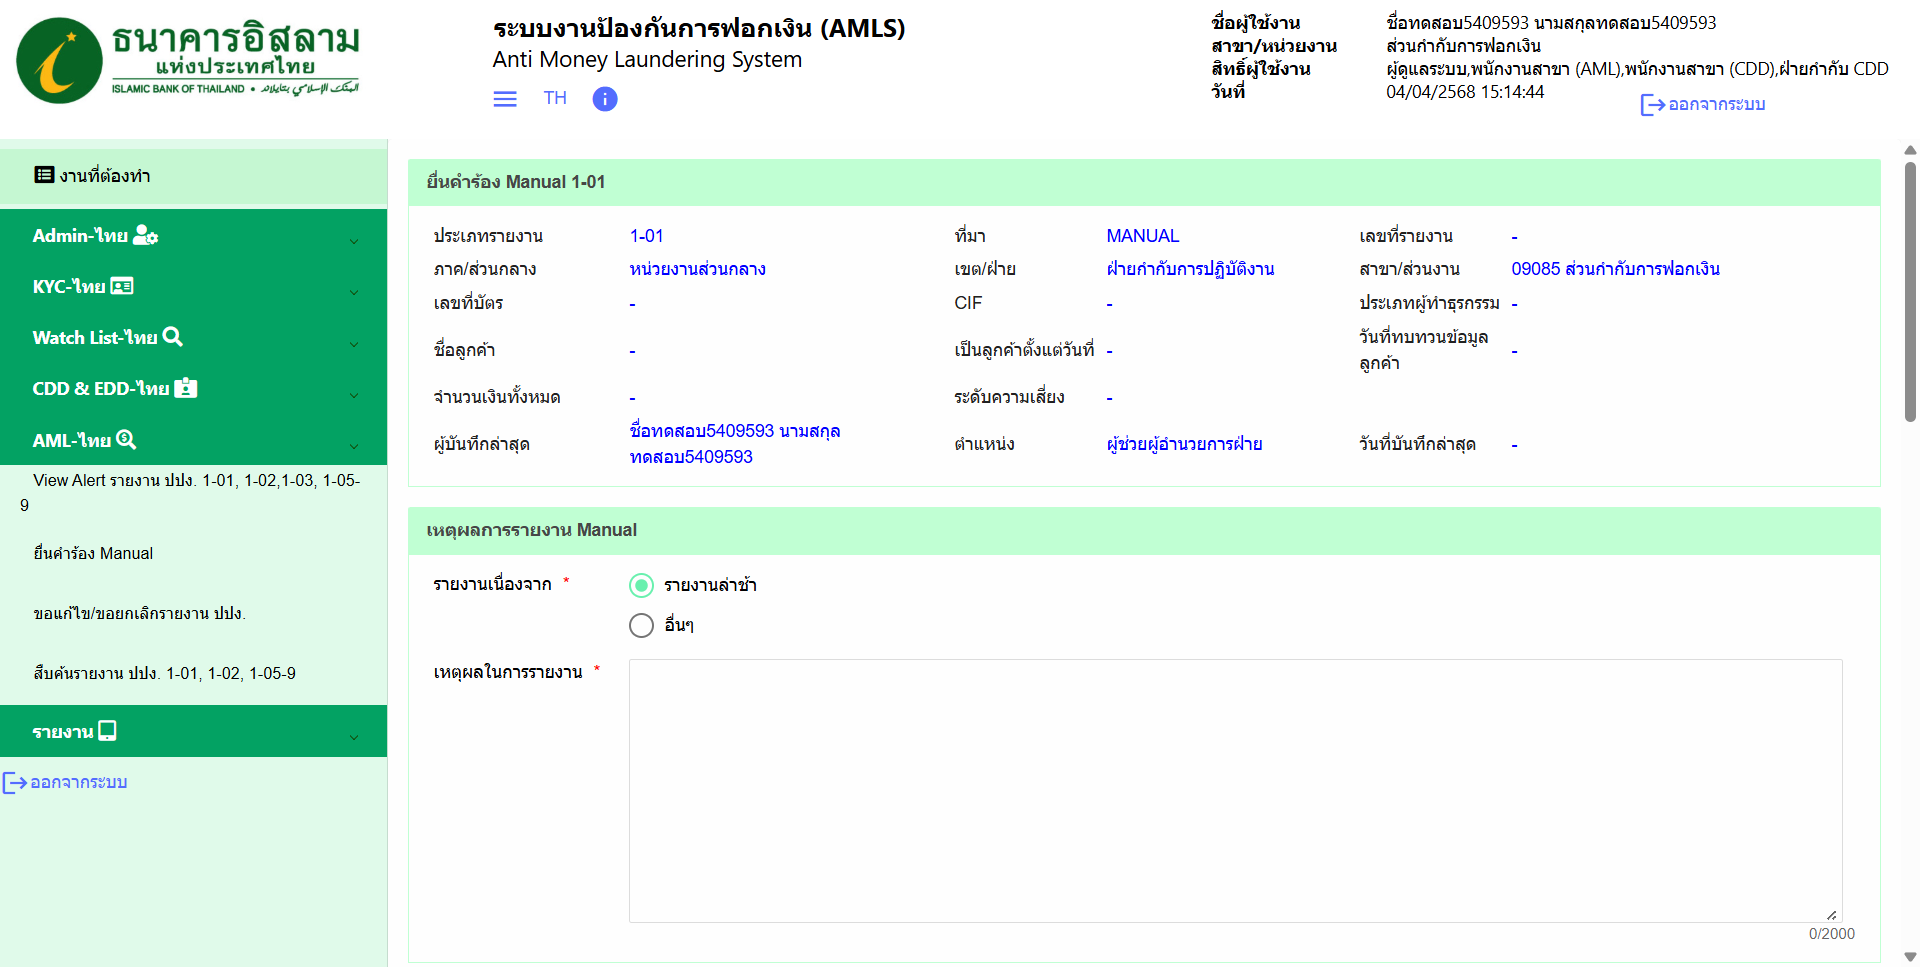 ธนาคารอิสลาม
แห่งประเทศไทย
ISLAMIC BANK OF THAILAND •
ระบบงานป้องกันการฟอกเงิน (AMLS)
Anti Money Laundering System
TH
ชื่อผู้ใช้งาน ชื่อทดสอบ5409593 นามสกุลทดสอบ5409593
สาขา/หน่วยงาน ส่วนกำกับการฟอกเงิน
สิทธิ์ผู้ใช้งาน ผู้ดูแลระบบ,พนักงานสาขา (AML),พนักงานสาขา (CDD),ฝ่ายกำกับ CDD
วันที่ 04/04/2568 15:14:44
ออกจากระบบ
งานที่ต้องทำ
Admin-ไทย
KYC-ไทย
Watch List-ไทย
CDD & EDD-ไทย
AML-ไทย
View Alert รายงาน ปปง. 1-01, 1-02,1-03, 1-05-
9
ยื่นคำร้อง Manual
ขอแก้ไข/ขอยกเลิกรายงาน ปปง.
สืบค้นรายงาน ปปง. 1-01, 1-02, 1-05-9
รายงาน
ออกจากระบบ
ยื่นคำร้อง Manual 1-01
ประเภทรายงาน 1-01 ที่มา MANUAL เลขที่รายงาน -
ภาค/ส่วนกลาง หน่วยงานส่วนกลาง เขต/ฝ่าย ฝ่ายกำกับการปฏิบัติงาน สาขา/ส่วนงาน 09085 ส่วนกำกับการฟอกเงิน
เลขที่บัตร - CIF - ประเภทผู้ทำธุรกรรม -
ชื่อลูกค้า - เป็นลูกค้าตั้งแต่วันที่ - วันที่ทบทวนข้อมูล
ลูกค้า -
จำนวนเงินทั้งหมด - ระดับความเสี่ยง -
ผู้บันทึกล่าสุด ชื่อทดสอบ5409593 นามสกุล
ทดสอบ5409593 ตำแหน่ง ผู้ช่วยผู้อำนวยการฝ่าย วันที่บันทึกล่าสุด -
เหตุผลการรายงาน Manual
รายงานเนื่องจาก * รายงานล่าช้า
อื่นๆ
เหตุผลในการรายงาน *
0/2000